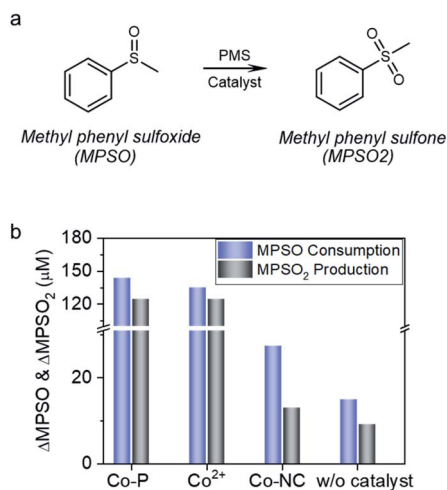 a
O
S
PMS
Catalyst
O
S
O
Methyl phenyl sulfoxide
(MPSO)
Methyl phenyl sulfone
(MPSO2)
b
180
150
120
20
0
ΔMPSO & ΔMPSO₂ (μM)
MPSO Consumption
MPSO₂ Production
Co-P Co²⁺ Co-NC w/o catalyst